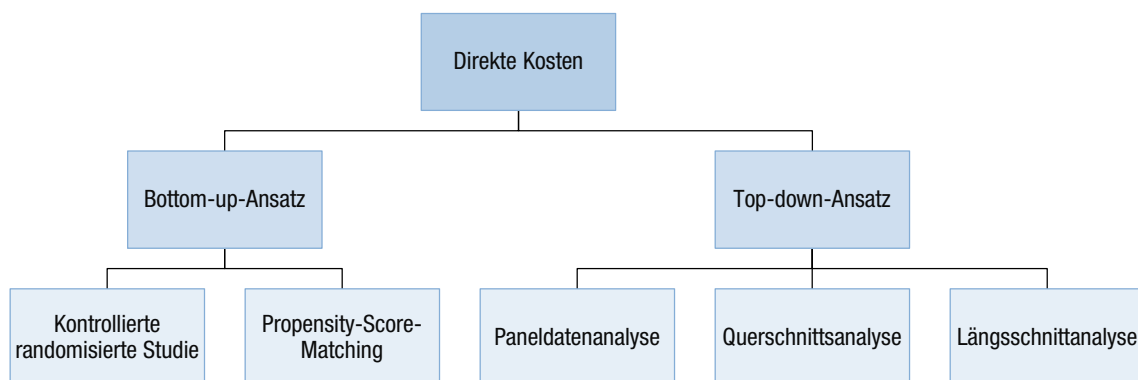 Direkte Kosten
Bottom-up-Ansatz
Top-down-Ansatz
Kontrollierte
randomisierte Studie
Propensity-Score-
Matching
Paneldatenanalyse
Querschnittsanalyse
Längsschnittanalyse